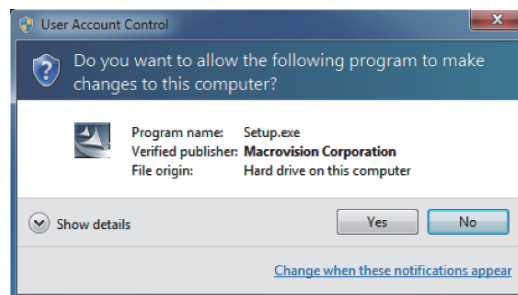 User Account Control
Do you want to allow the following program to make
changes to this computer?
Program name: Setup.exe
Verified publisher: Macrovision Corporation
File origin: Hard drive on this computer
Show details
Yes
No
Change when these notifications appear